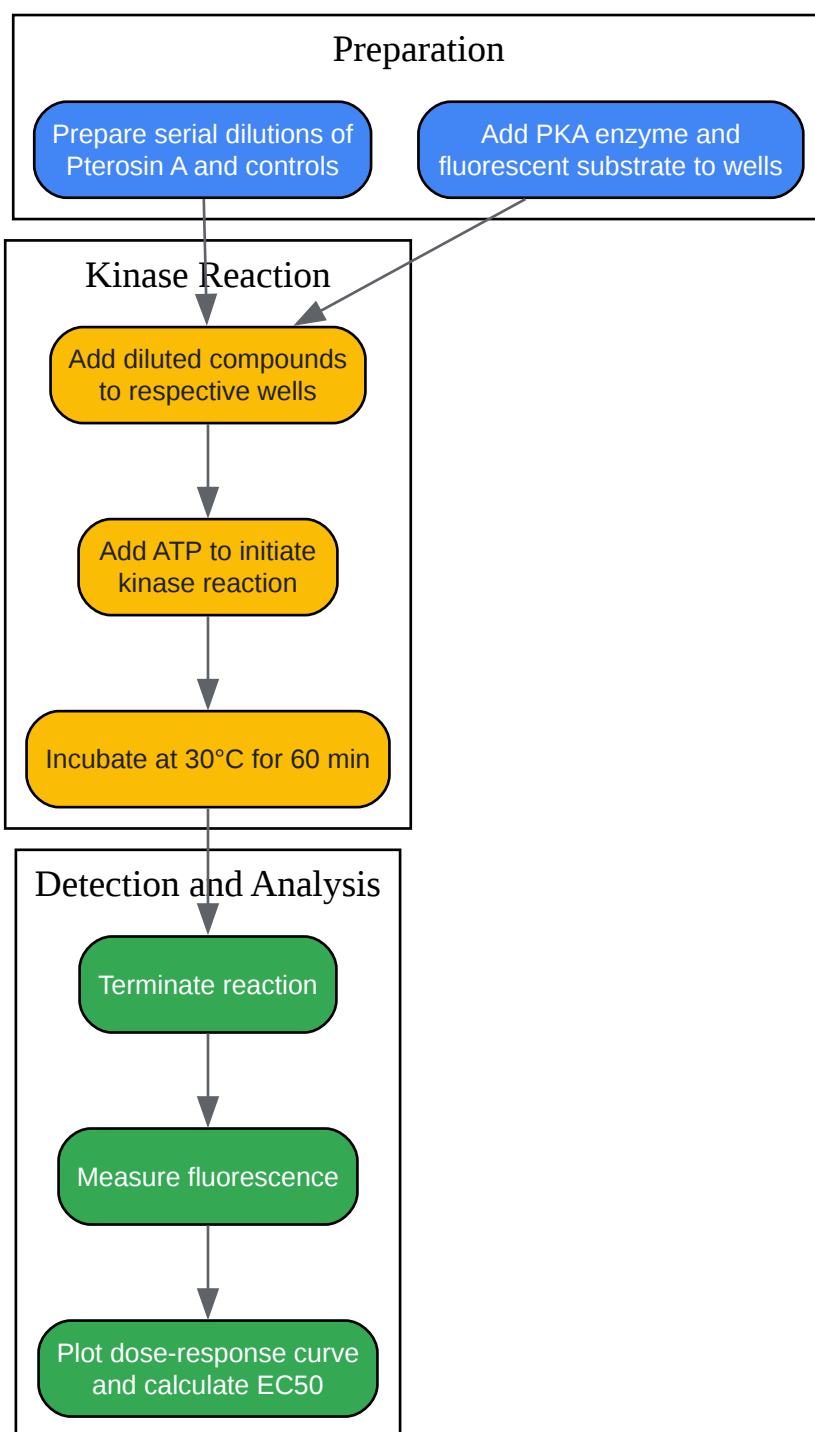 Preparation
Prepare serial dilutions of
Pterosin A and controls
Add PKA enzyme and
fluorescent substrate to wells
Kinase Reaction
Add diluted compounds
to respective wells
Add ATP to initiate
kinase reaction
Incubate at 30°C for 60 min
Detection and Analysis
Terminate reaction
Measure fluorescence
Plot dose-response curve
and calculate EC50